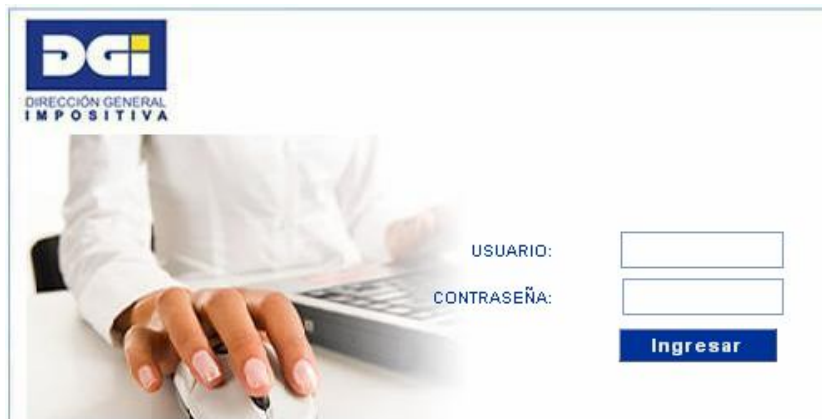 DGi
DIRECCIÓN GENERAL
IMPOSITIVA
USUARIO:
CONTRASEÑA:
Ingresar